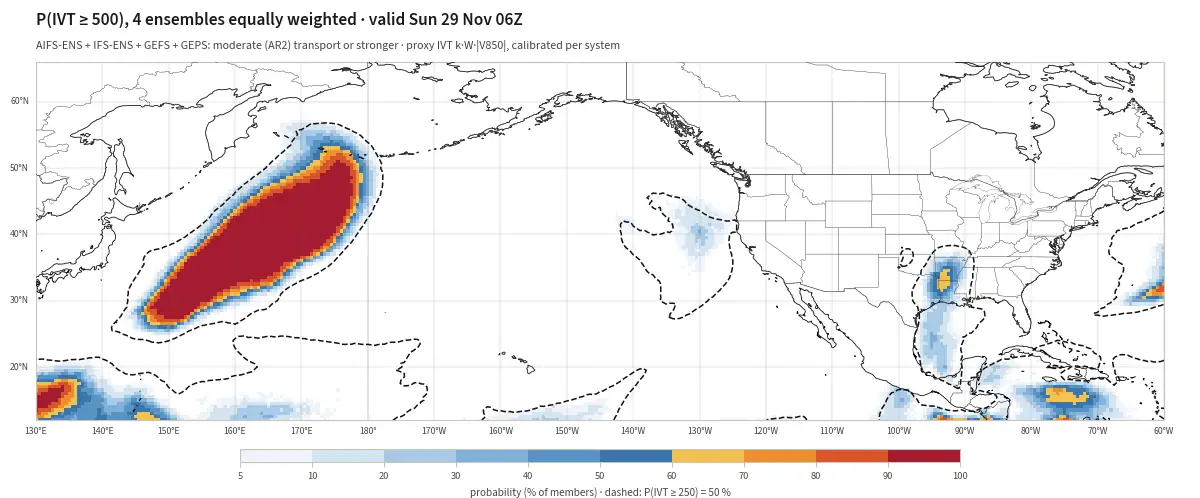 P(IVT ≥ 500), 4 ensembles equally weighted · valid Sun 29 Nov 06Z
AIFS-ENS + IFS-ENS + GEFS + GEPS: moderate (AR2) transport or stronger · proxy IVT k·W·|V850|, calibrated per system
60°N
50°N
40°N
30°N
20°N
130°E 140°E 150°E 160°E 170°E 180° 170°W 160°W 150°W 140°W 130°W 120°W 110°W 100°W 90°W 80°W 70°W 60°W
5 10 20 30 40 50 60 70 80 90 100
probability (% of members) · dashed: P(IVT ≥ 250) = 50 %